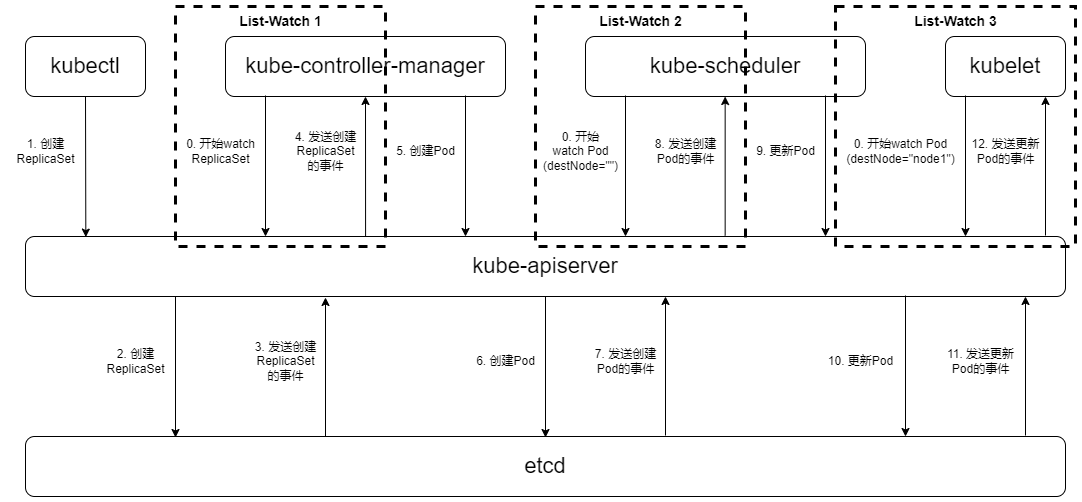 List-Watch 1
List-Watch 2
List-Watch 3
kubectl
kube-controller-manager
kube-scheduler
kubelet
1. 创建
ReplicaSet
0. 开始watch
ReplicaSet
4. 发送创建
ReplicaSet
的事件
5. 创建Pod
0. 开始
watch Pod
(destNode="")
8. 发送创建
Pod的事件
9. 更新Pod
0. 开始watch Pod
(destNode="node1")
12. 发送更新
Pod的事件
kube-apiserver
2. 创建
ReplicaSet
3. 发送创建
ReplicaSet
的事件
6. 创建Pod
7. 发送创建
Pod的事件
10. 更新Pod
11. 发送更新
Pod的事件
etcd